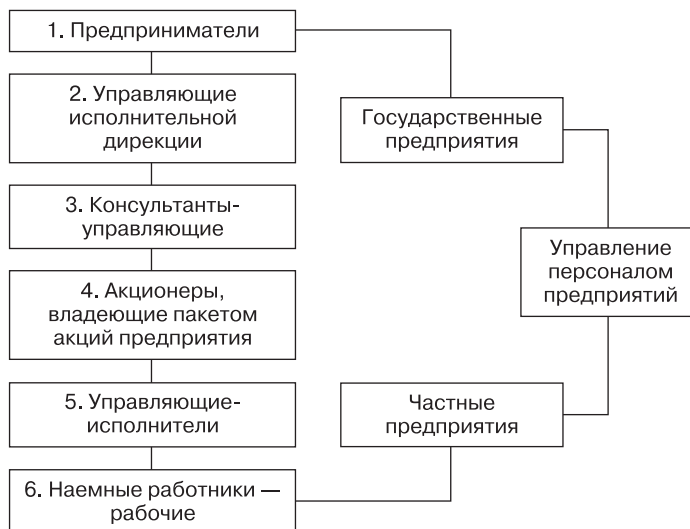 1. Предприниматели
2. Управляющие
исполнительной
дирекции
3. Консультанты-
управляющие
4. Акционеры,
владеющие пакетом
акций предприятия
5. Управляющие-
исполнители
6. Наемные работники —
рабочие
Государственные
предприятия
Частные
предприятия
Управление
персоналом
предприятий